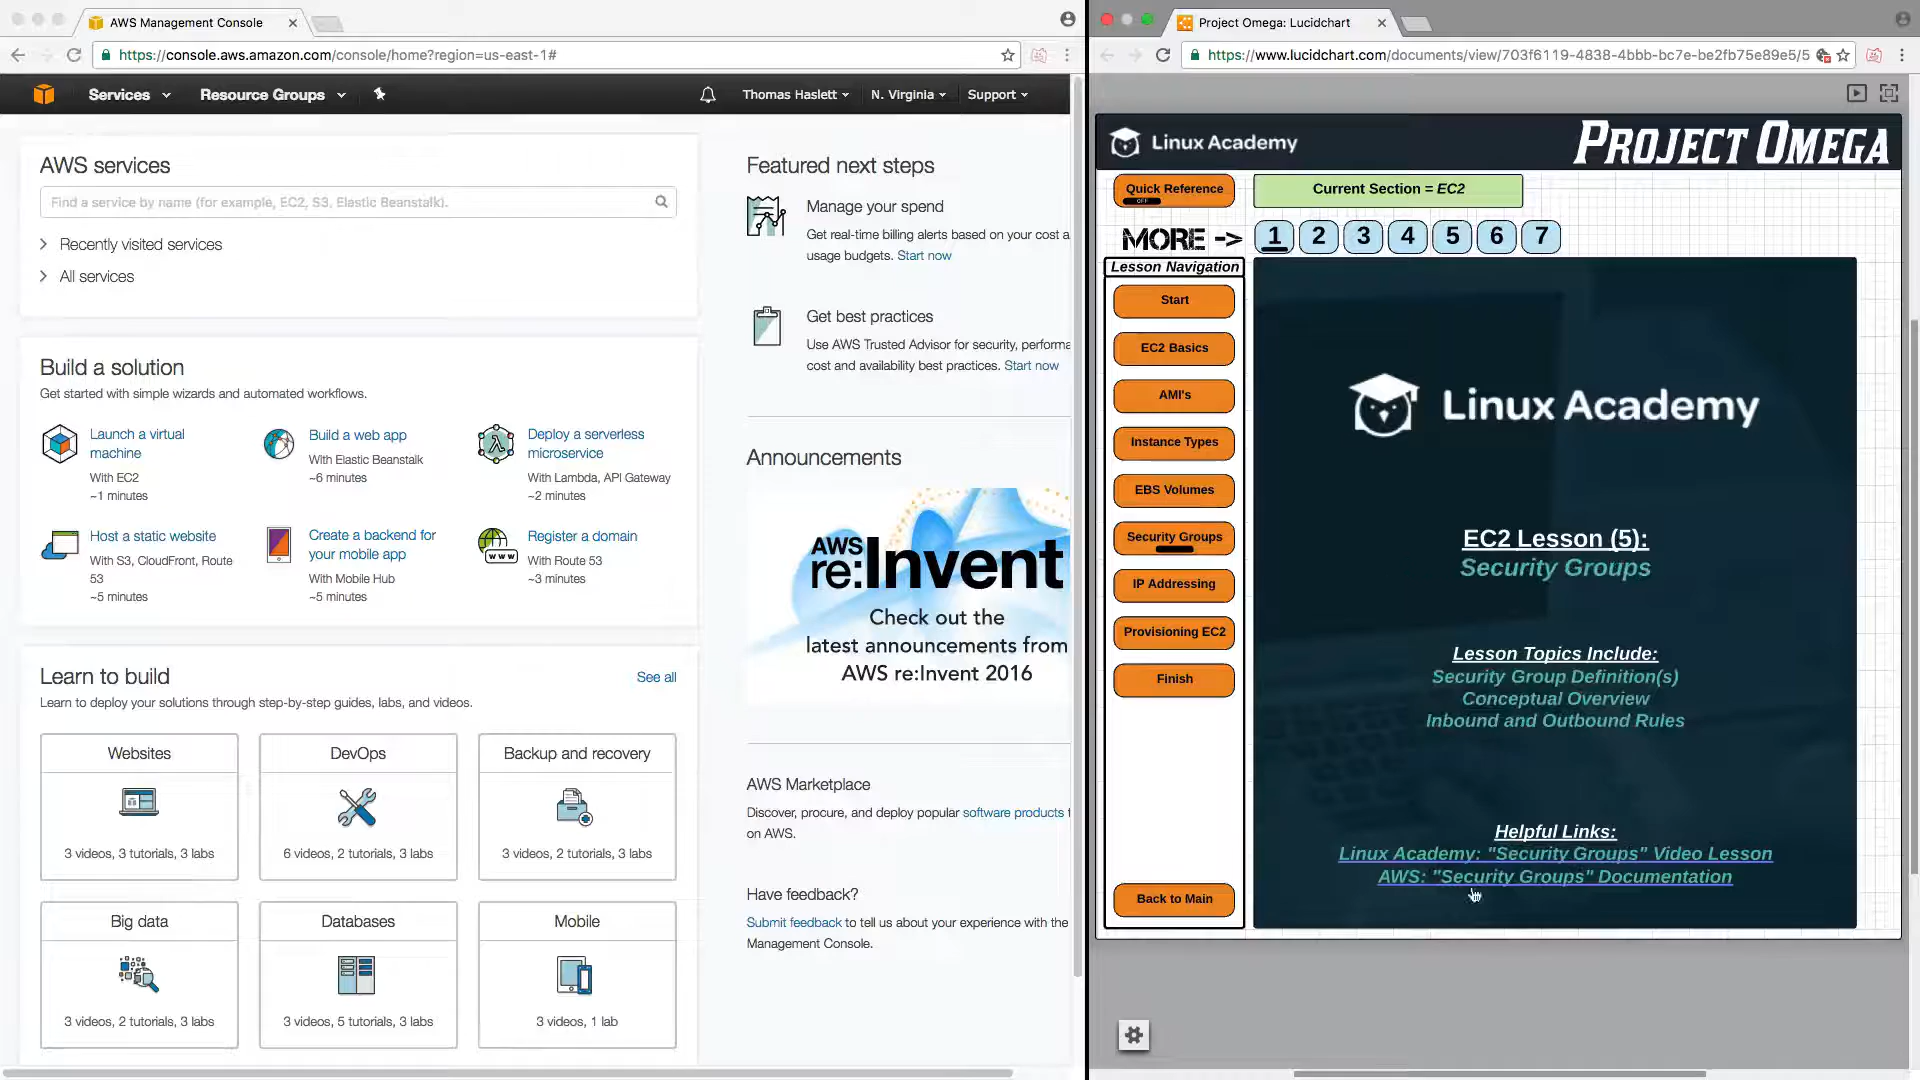 AWS Management Console
https://console.aws.amazon.com/console/home?region=us-east-1#
Services
Resource Groups
Thomas Haslett
N. Virginia
Support
AWS services
Find a service by name (for example, EC2, S3, Elastic Beanstalk).
Recently visited services
All services
Build a solution
Get started with simple wizards and automated workflows.
Launch a virtual
machine
With EC2
~1 minutes
Build a web app
With Elastic Beanstalk
~6 minutes
Deploy a serverless
microservice
With Lambda, API Gateway
~2 minutes
Host a static website
With S3, CloudFront, Route
53
~5 minutes
Create a backend for
your mobile app
With Mobile Hub
~5 minutes
WWW
Register a domain
With Route 53
~3 minutes
Learn to build
See all
Learn to deploy your solutions through step-by-step guides, labs, and videos.
Websites
3 videos, 3 tutorials, 3 labs
DevOps
6 videos, 2 tutorials, 3 labs
Backup and recovery
3 videos, 2 tutorials, 3 labs
Big data
3 videos, 2 tutorials, 3 labs
Databases
3 videos, 5 tutorials, 3 labs
Mobile
3 videos, 1 lab
Featured next steps
Manage your spend
Get real-time billing alerts based on your cost a
usage budgets. Start now
Get best practices
Use AWS Trusted Advisor for security, performa
cost and availability best practices. Start now
Announcements
AWS
re:Invent
Check out the
latest announcements from
AWS re:Invent 2016
AWS Marketplace
Discover, procure, and deploy popular software products
on AWS.
Have feedback?
Submit feedback to tell us about your experience with the
Management Console.
Project Omega: Lucidchart
https://www.lucidchart.com/documents/view/703f6119-4838-4bbb-bc7e-be2fb75e89e5/5
Linux Academy
PROJECT OMEGA
Quick Reference
OFF
Current Section = EC2
MORE ->
1
2
3
4
5
6
7
Lesson Navigation
Start
EC2 Basics
AMI's
Instance Types
EBS Volumes
Security Groups
IP Addressing
Provisioning EC2
Finish
Back to Main
Linux Academy
EC2 Lesson (5):
Security Groups
Lesson Topics Include:
Security Group Definition(s)
Conceptual Overview
Inbound and Outbound Rules
Helpful Links:
Linux Academy: "Security Groups" Video Lesson
AWS: "Security Groups" Documentation